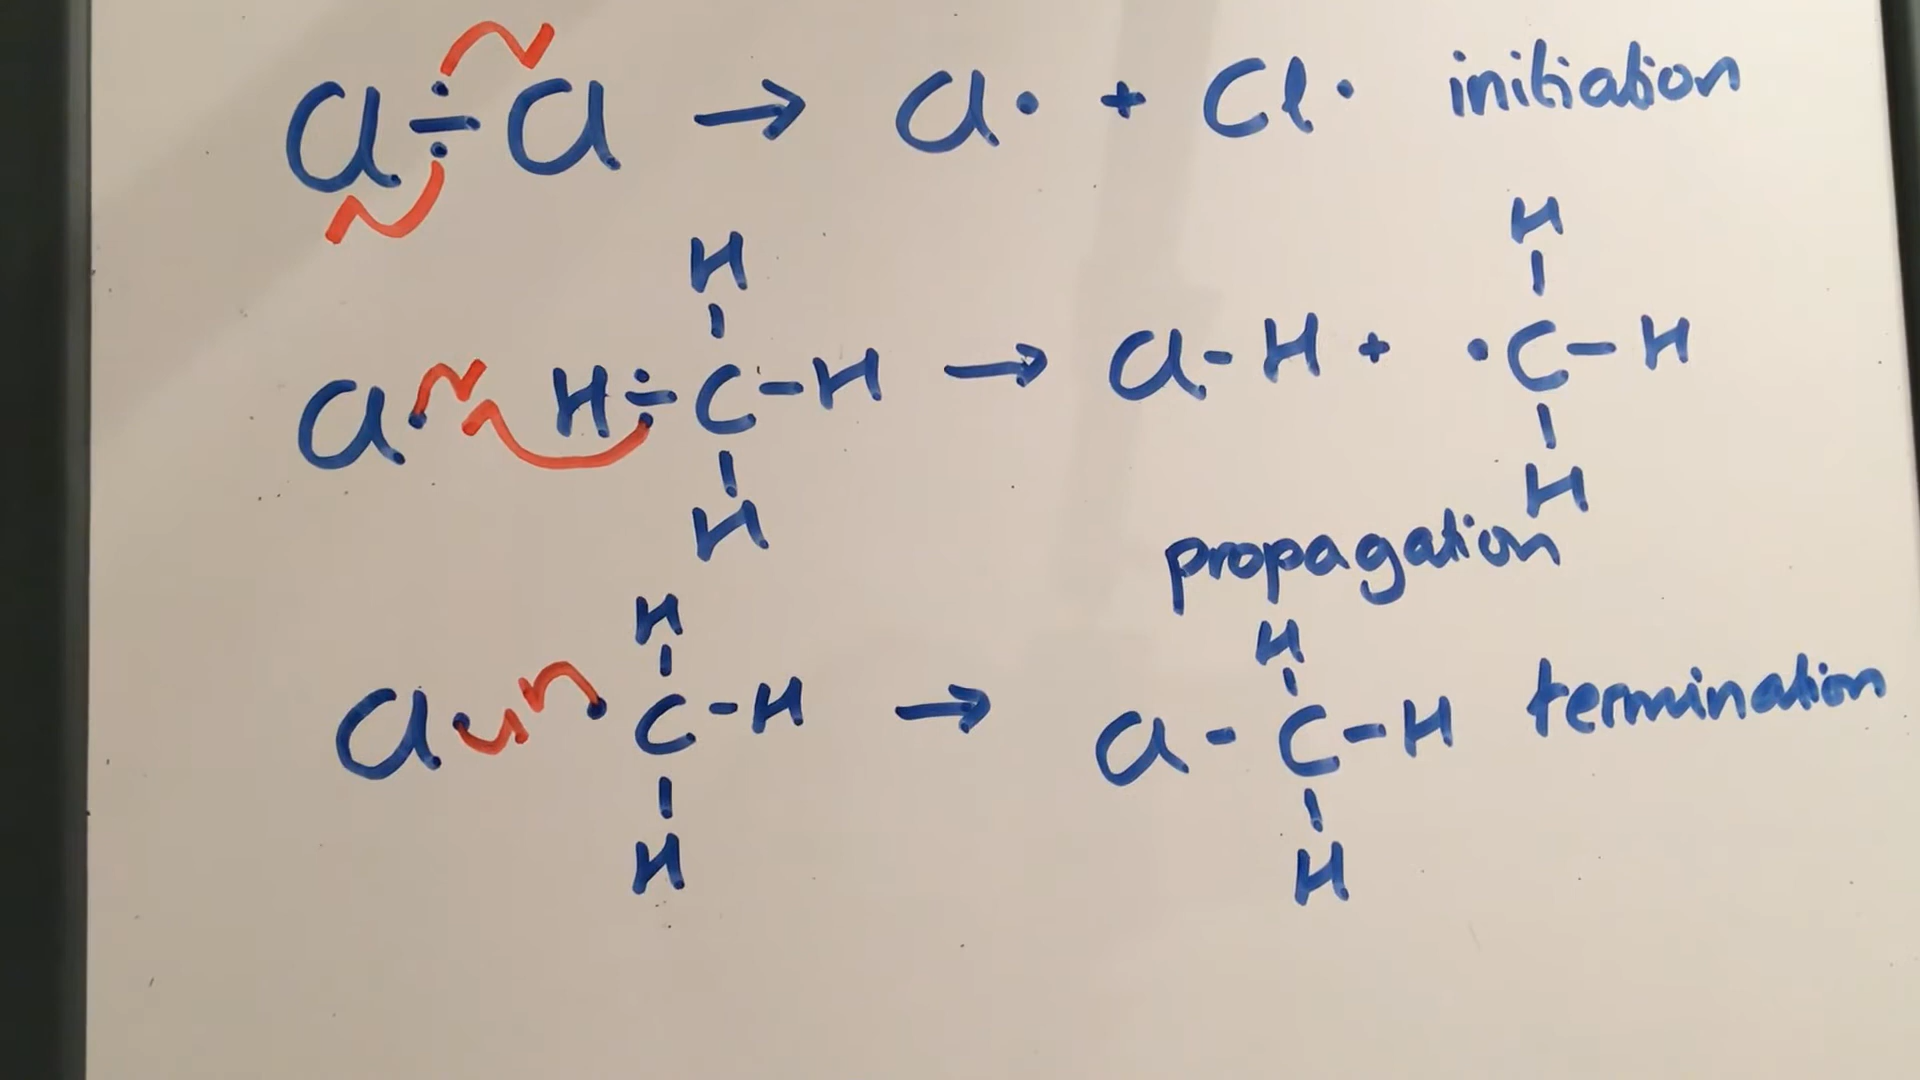 Cl ÷ Cl → Cl· + Cl· initiation
H H
| |
Cl· H ÷ C - H → Cl - H + ·C - H
| |
H H
propagation
H H
| |
Cl· ·C - H → Cl - C - H termination
| |
H H